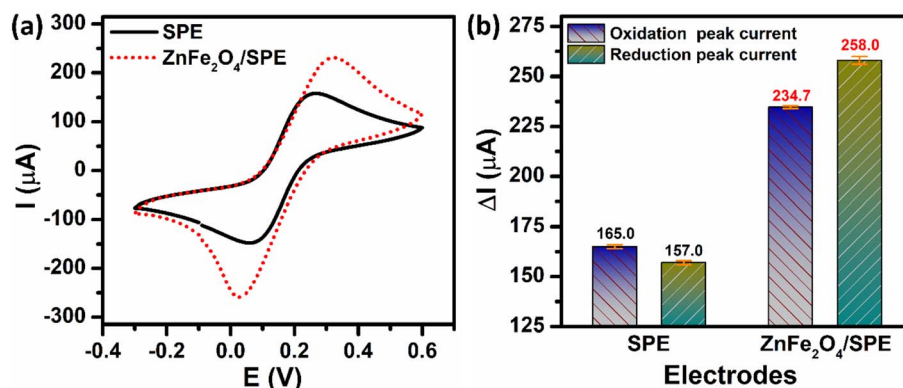 (a)
SPE
ZnFe₂O₄/SPE
300
200
100
0
-100
-200
-300
I (μA)
-0.4
-0.2
0.0
0.2
0.4
0.6
E (V)
(b)
Oxidation peak current
Reduction peak current
275
250
225
200
175
150
125
ΔI (μA)
165.0
157.0
234.7
258.0
SPE
ZnFe₂O₄/SPE
Electrodes